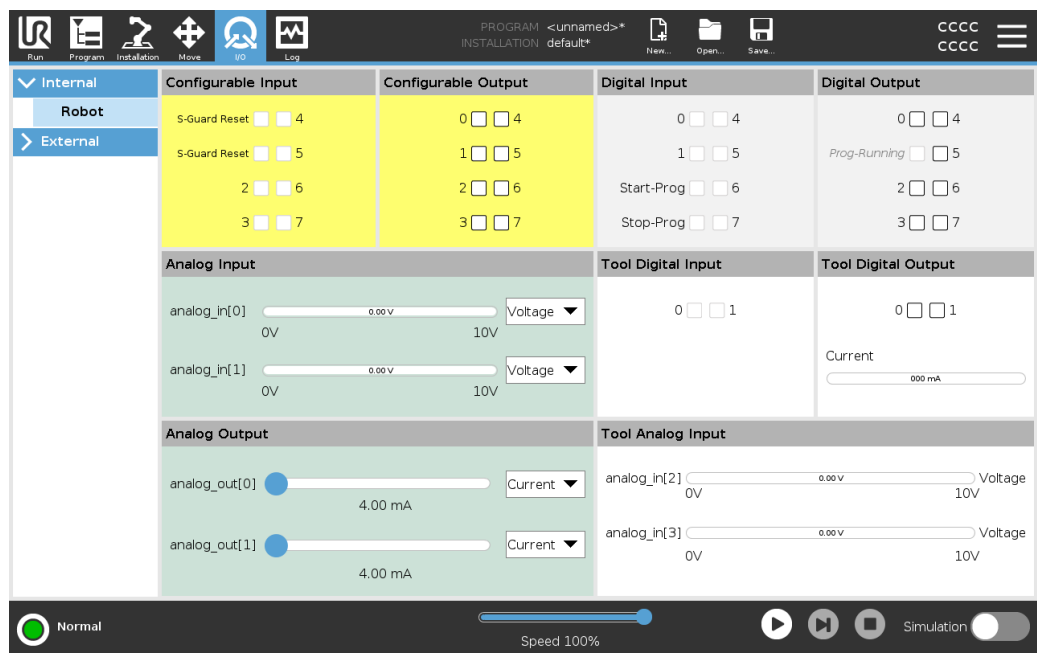 PROGRAM <unnamed>*
INSTALLATION default*
CCCC
CCCC
UR
Run Program Installation Move I/O Log New... Open... Save...
Internal
Robot
External
Configurable Input
S-Guard Reset 4
S-Guard Reset 5
2 6
3 7
Configurable Output
0 4
1 5
2 6
3 7
Digital Input
0 4
1 5
Start-Prog 6
Stop-Prog 7
Digital Output
0 4
Prog-Running 5
2 6
3 7
Analog Input
analog_in[0] 0.00 V Voltage
0V 10V
analog_in[1] 0.00 V Voltage
0V 10V
Tool Digital Input
0 1
Tool Digital Output
0 1
Current
000 mA
Analog Output
analog_out[0] Current
4.00 mA
analog_out[1] Current
4.00 mA
Tool Analog Input
analog_in[2] 0.00 V Voltage
0V 10V
analog_in[3] 0.00 V Voltage
0V 10V
Normal
Speed 100%
Simulation